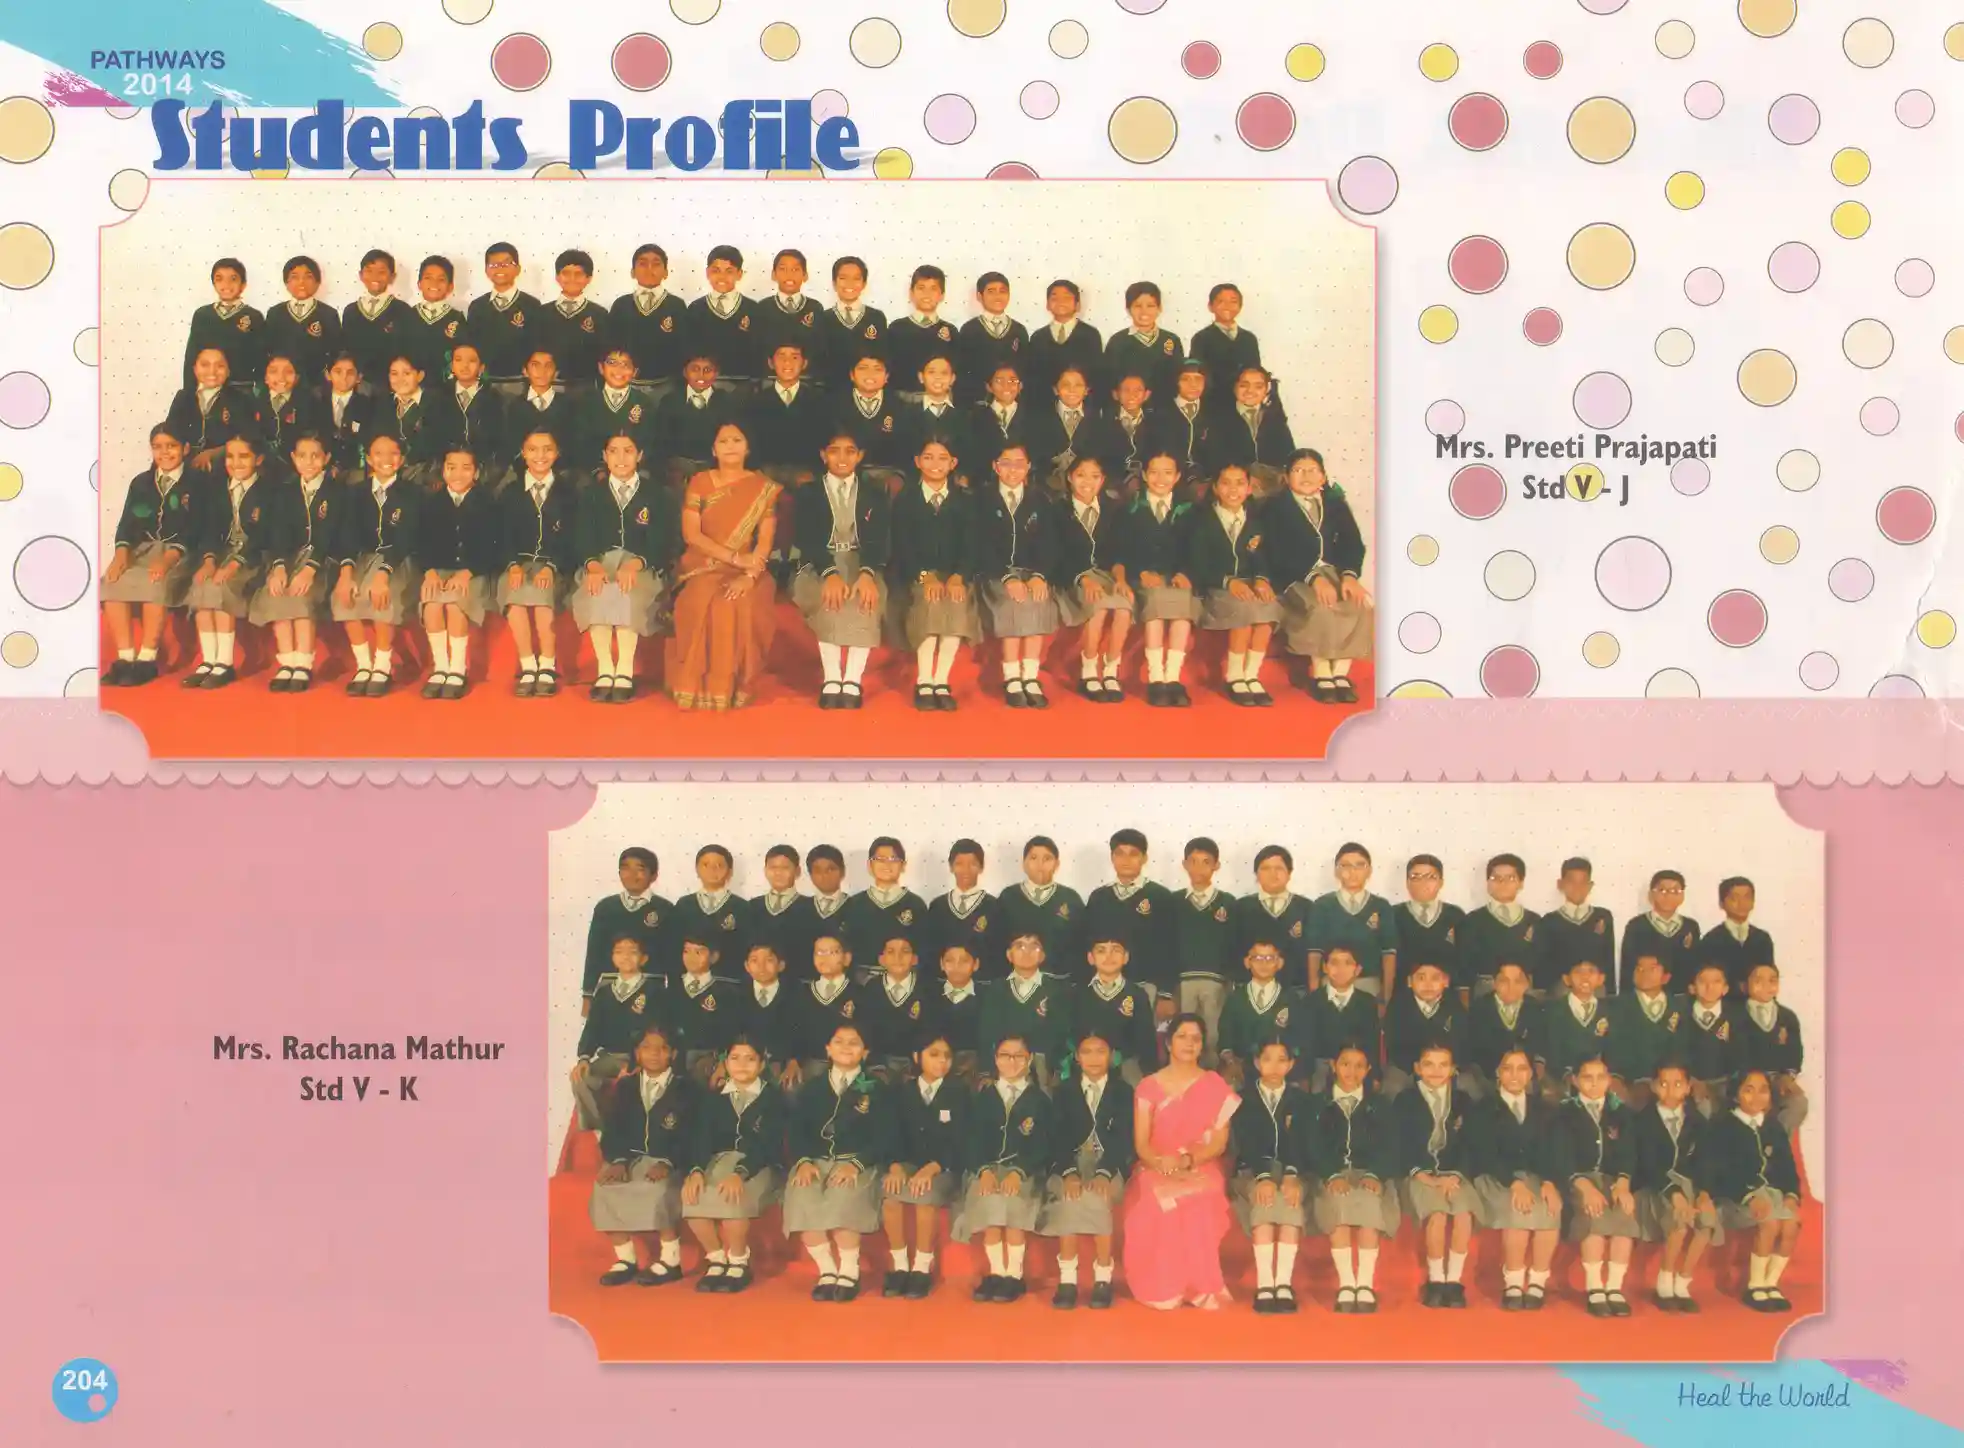 PATHWAYS
2014
Students Profile
Mrs. Preeti Prajapati
Std V - J
Mrs. Rachana Mathur
Std V - K
204
Heal the World